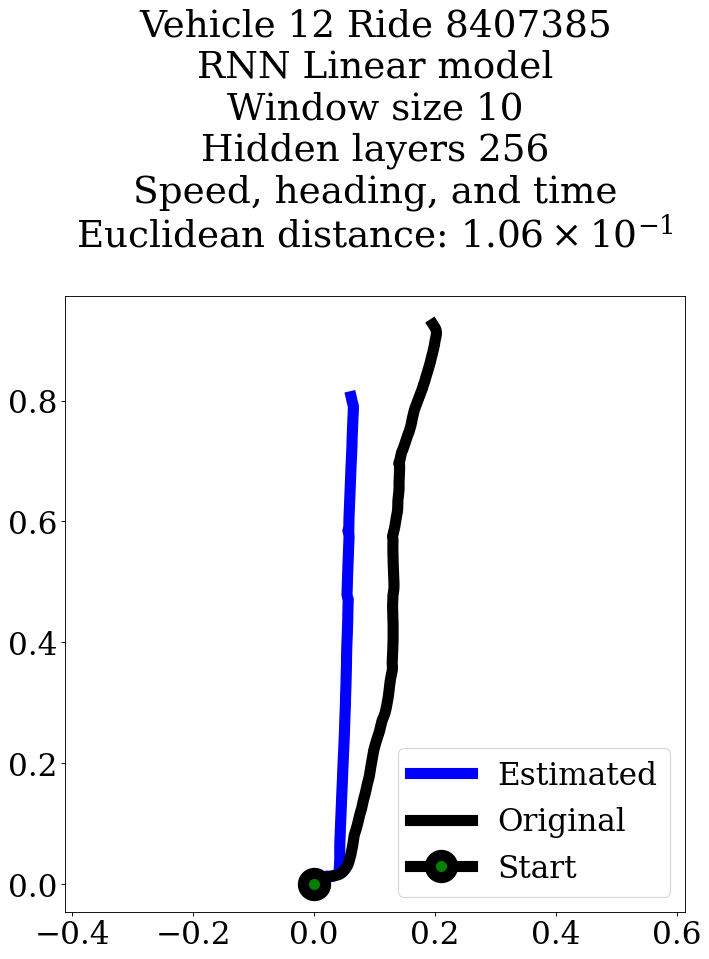 Vehicle 12 Ride 8407385
RNN Linear model
Window size 10
Hidden layers 256
Speed, heading, and time
Euclidean distance: 1.06 × 10⁻¹
0.8
0.6
0.4
0.2
0.0
Estimated
Original
Start
−0.4 −0.2 0.0 0.2 0.4 0.6